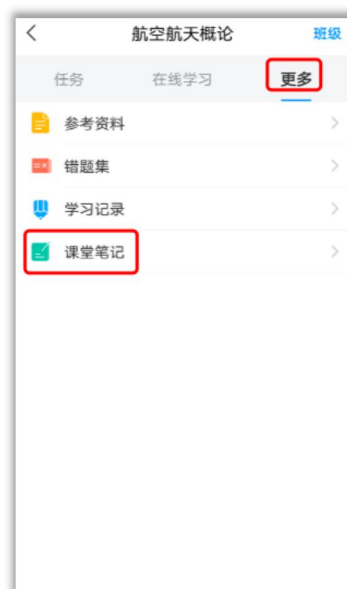 航空航天概论 班级
任务 在线学习 更多
参考资料
错题集
学习记录
课堂笔记